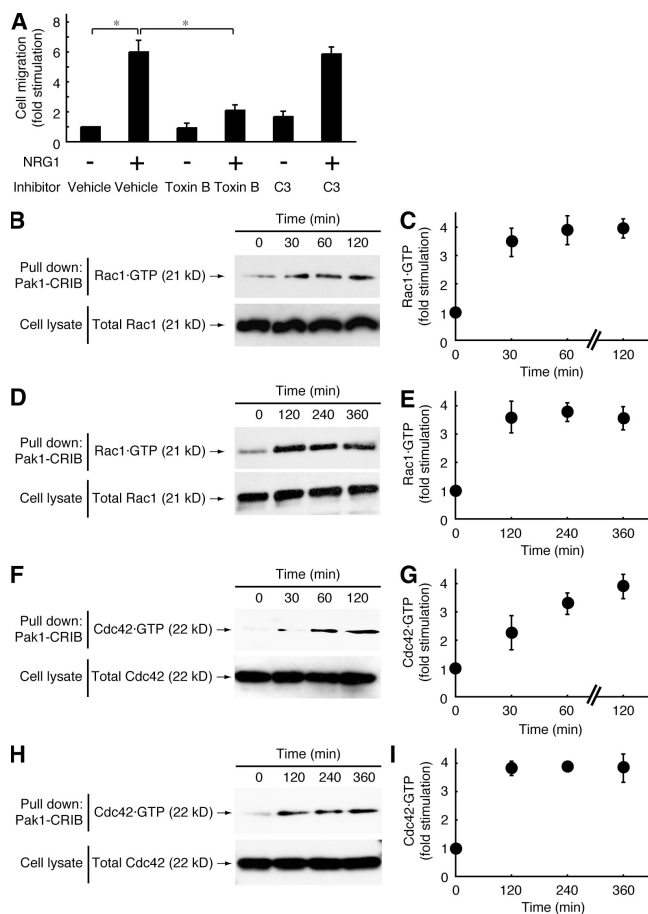 A
Cell migration
(fold stimulation)
8
6
4
2
0
*
*
NRG1 - + - + - +
Inhibitor Vehicle Vehicle Toxin B Toxin B C3 C3
B
Time (min)
0 30 60 120
Pull down:
Pak1-CRIB
Rac1·GTP (21 kD)
Cell lysate
Total Rac1 (21 kD)
C
Rac1·GTP
(fold stimulation)
4
3
2
1
0
0 30 60 120
Time (min)
D
Time (min)
0 120 240 360
Pull down:
Pak1-CRIB
Rac1·GTP (21 kD)
Cell lysate
Total Rac1 (21 kD)
E
Rac1·GTP
(fold stimulation)
4
3
2
1
0
0 120 240 360
Time (min)
F
Time (min)
0 30 60 120
Pull down:
Pak1-CRIB
Cdc42·GTP (22 kD)
Cell lysate
Total Cdc42 (22 kD)
G
Cdc42·GTP
(fold stimulation)
4
3
2
1
0
0 30 60 120
Time (min)
H
Time (min)
0 120 240 360
Pull down:
Pak1-CRIB
Cdc42·GTP (22 kD)
Cell lysate
Total Cdc42 (22 kD)
I
Cdc42·GTP
(fold stimulation)
4
3
2
1
0
0 120 240 360
Time (min)